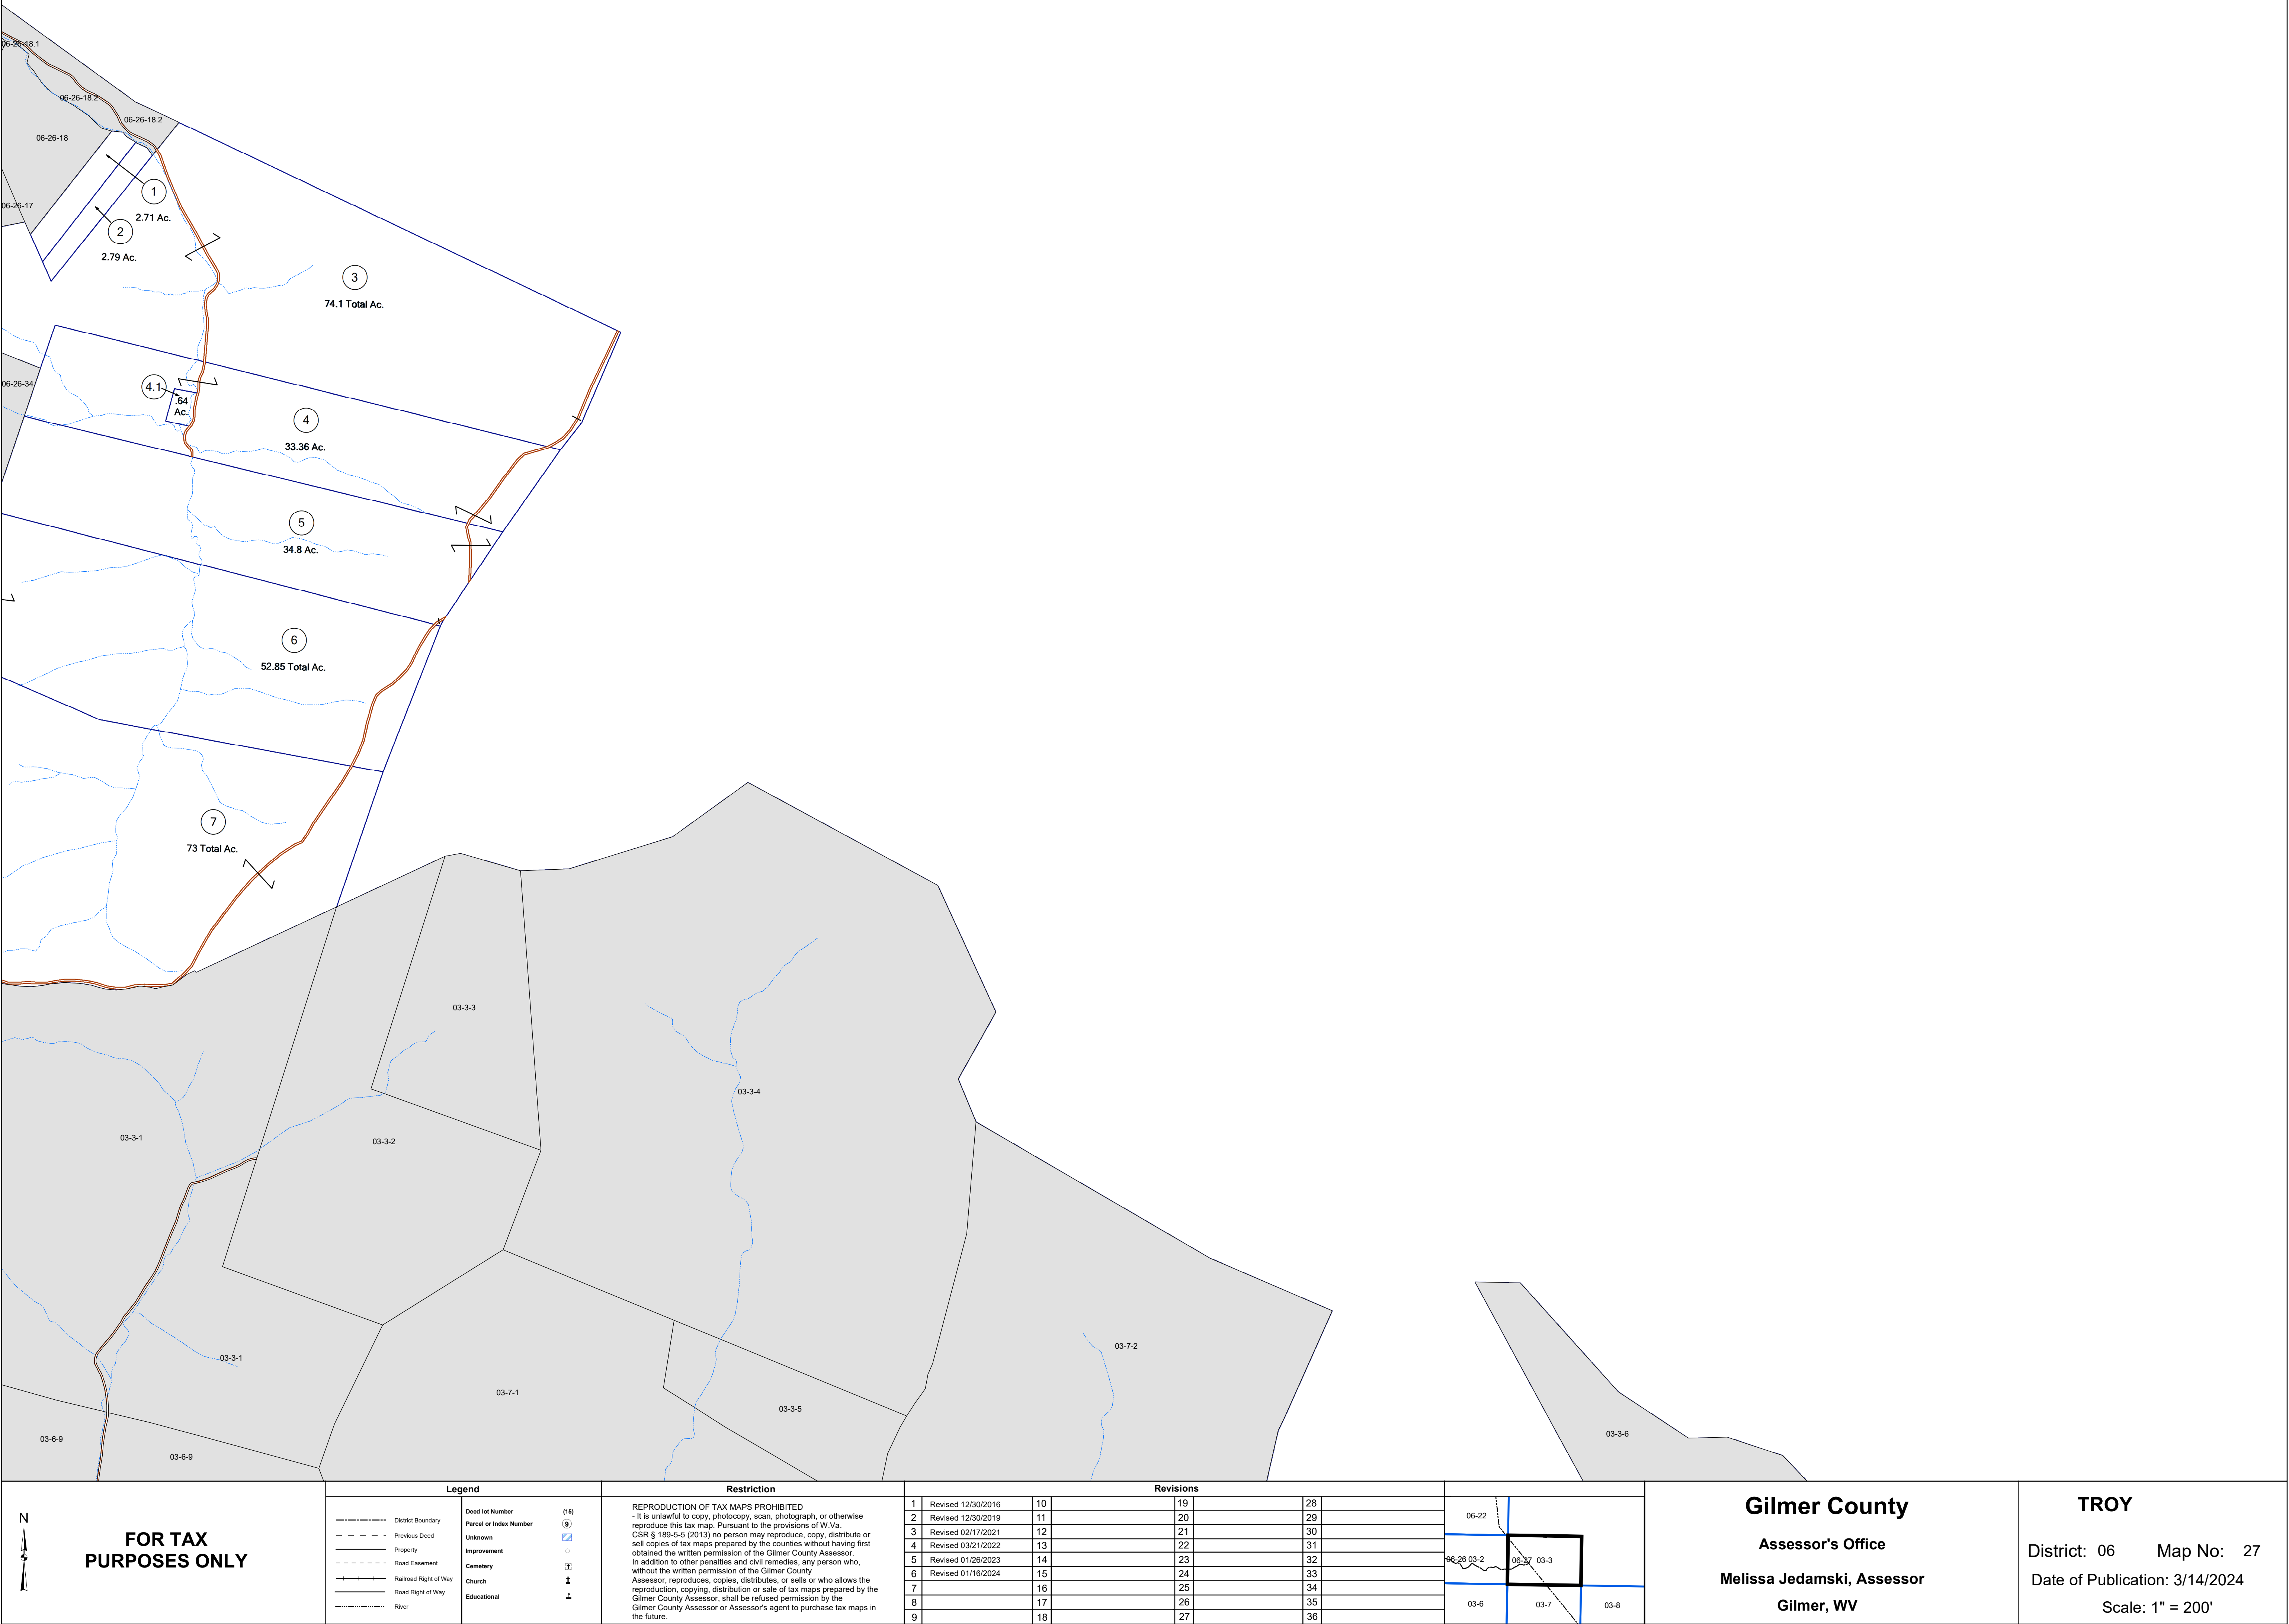 06-26-18.1
06-26-18.2
06-26-18.2
06-26-18
1
2.71 Ac.
06-26-17
2
2.79 Ac.
3
74.1 Total Ac.
06-26-34
4.1
.64
Ac.
4
33.36 Ac.
5
34.8 Ac.
6
52.85 Total Ac.
7
73 Total Ac.
03-3-3
03-3-4
03-3-1
03-3-2
03-7-2
03-3-1
03-7-1
03-3-5
03-3-6
03-6-9
03-6-9
N
FOR TAX
PURPOSES ONLY
Legend
District Boundary
Previous Deed
Property
Road Easement
Railroad Right of Way
Road Right of Way
River
Deed lot Number (15)
Parcel or Index Number 9
Unknown
Improvement
Cemetery
Church
Educational
Restriction
REPRODUCTION OF TAX MAPS PROHIBITED
- It is unlawful to copy, photocopy, scan, photograph, or otherwise
reproduce this tax map. Pursuant to the provisions of W.Va.
CSR § 189-5-5 (2013) no person may reproduce, copy, distribute or
sell copies of tax maps prepared by the counties without having first
obtained the written permission of the Gilmer County Assessor.
In addition to other penalties and civil remedies, any person who,
without the written permission of the Gilmer County
Assessor, reproduces, copies, distributes, or sells or who allows the
reproduction, copying, distribution or sale of tax maps prepared by the
Gilmer County Assessor, shall be refused permission by the
Gilmer County Assessor or Assessor's agent to purchase tax maps in
the future.
Revisions
1 Revised 12/30/2016 10 19 28
2 Revised 12/30/2019 11 20 29
3 Revised 02/17/2021 12 21 30
4 Revised 03/21/2022 13 22 31
5 Revised 01/26/2023 14 23 32
6 Revised 01/16/2024 15 24 33
7 16 25 34
8 17 26 35
9 18 27 36
06-22
06-26 03-2 06-27 03-3
03-6 03-7 03-8
Gilmer County
Assessor's Office
Melissa Jedamski, Assessor
Gilmer, WV
TROY
District: 06 Map No: 27
Date of Publication: 3/14/2024
Scale: 1" = 200'